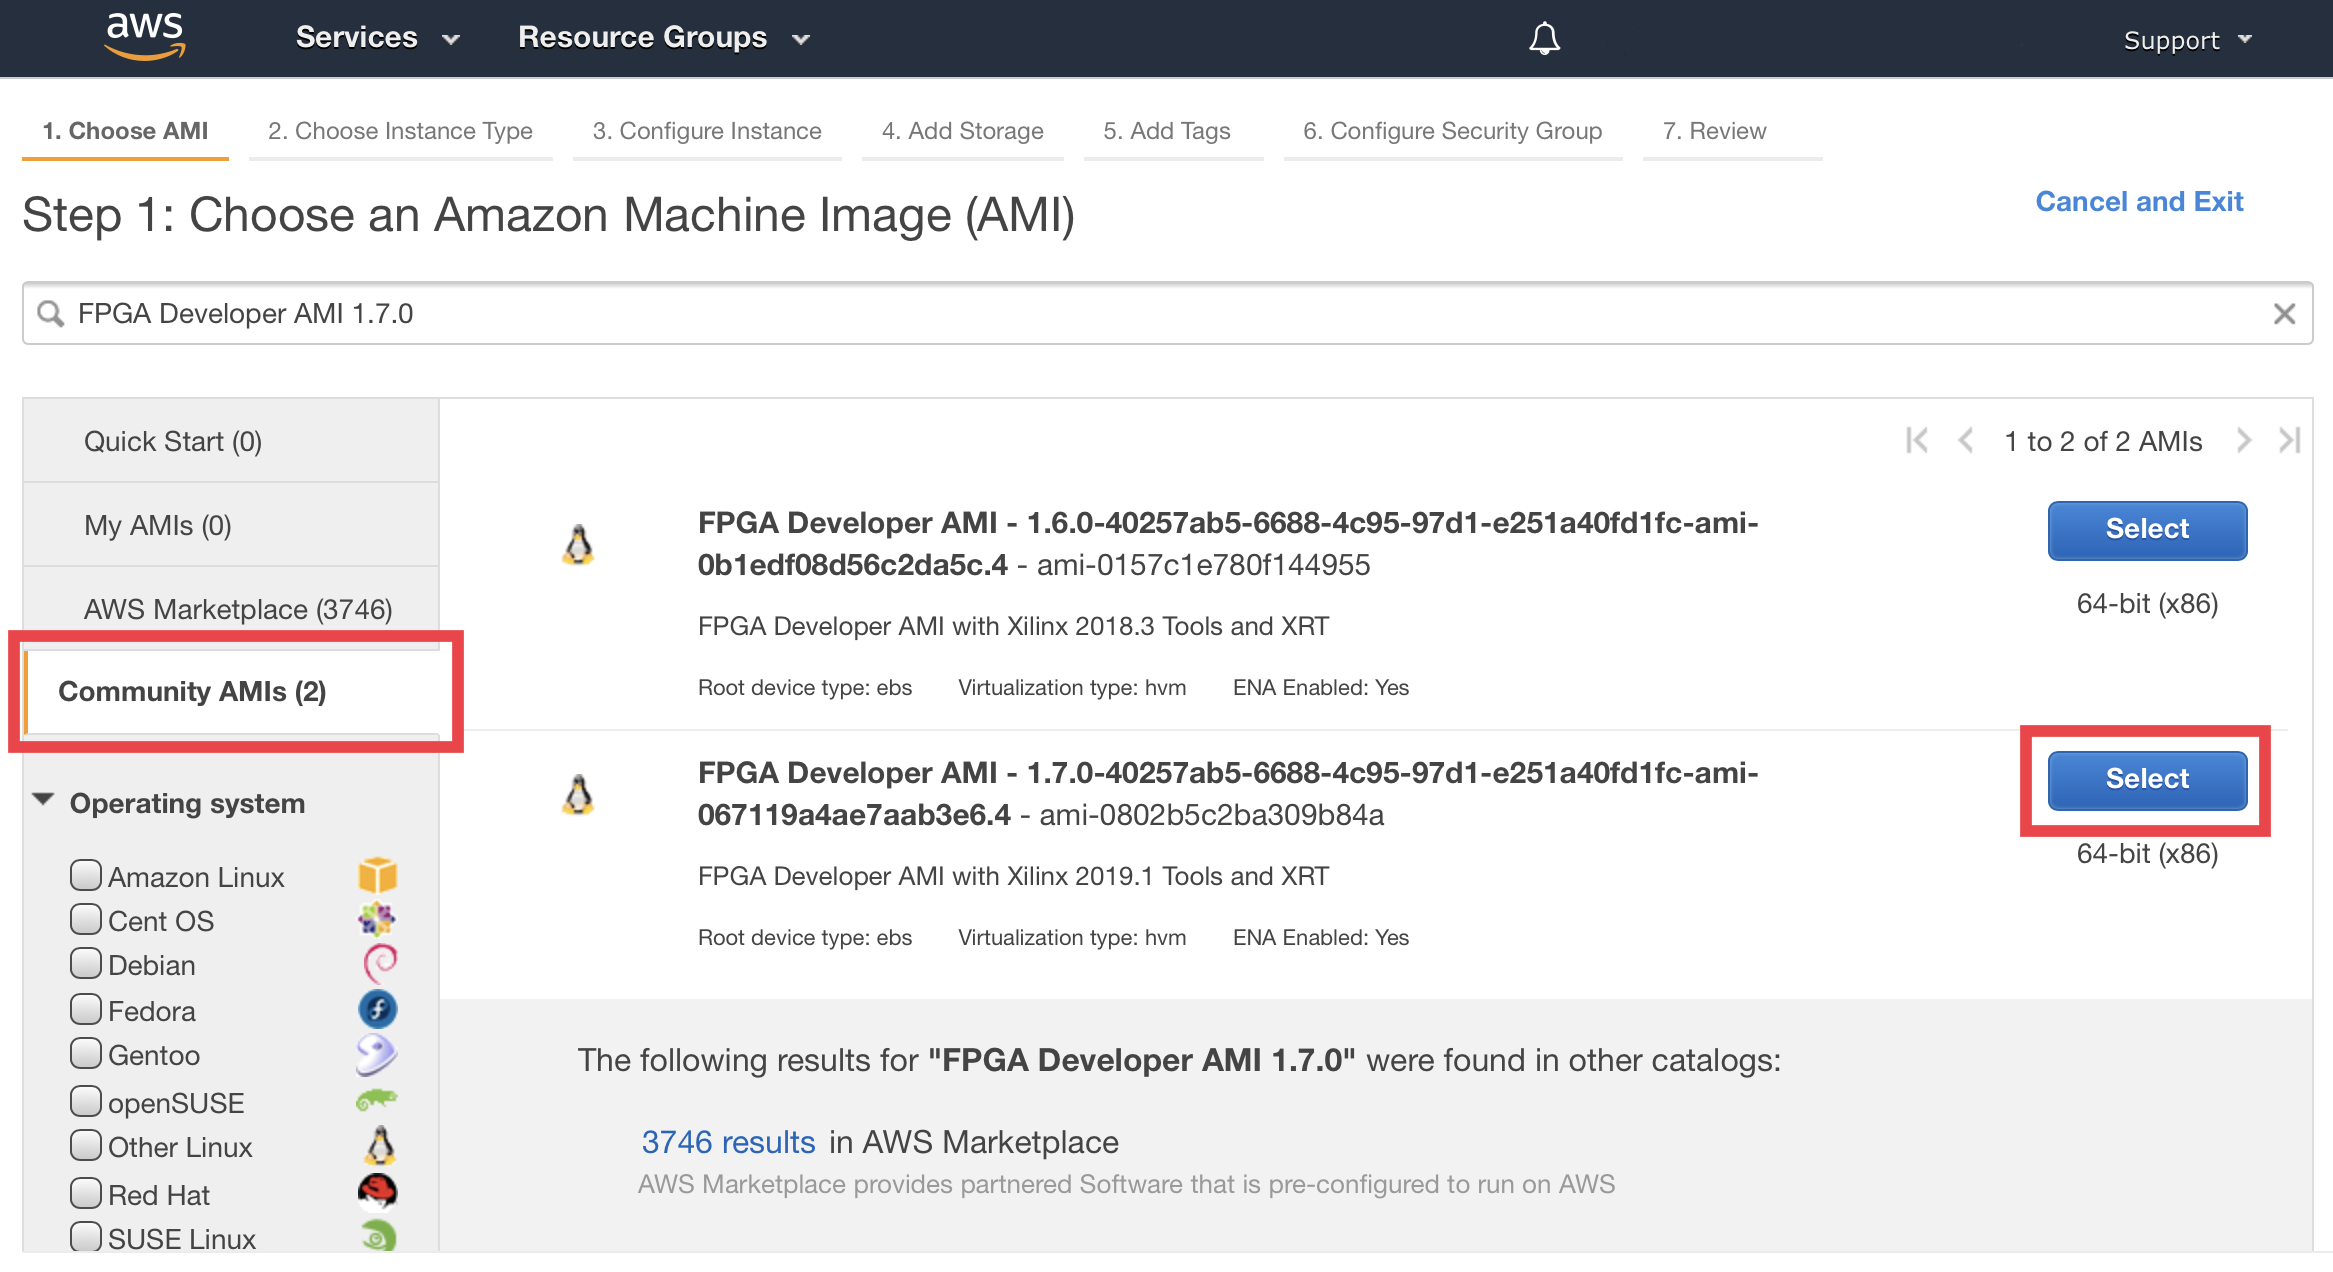 aws
Services
Resource Groups
Support
1. Choose AMI
2. Choose Instance Type
3. Configure Instance
4. Add Storage
5. Add Tags
6. Configure Security Group
7. Review
Step 1: Choose an Amazon Machine Image (AMI)
Cancel and Exit
FPGA Developer AMI 1.7.0
Quick Start (0)
My AMIs (0)
AWS Marketplace (3746)
Community AMIs (2)
Operating system
Amazon Linux
Cent OS
Debian
Fedora
Gentoo
openSUSE
Other Linux
Red Hat
SUSE Linux
1 to 2 of 2 AMIs
FPGA Developer AMI - 1.6.0-40257ab5-6688-4c95-97d1-e251a40fd1fc-ami-
0b1edf08d56c2da5c.4 - ami-0157c1e780f144955
Select
64-bit (x86)
FPGA Developer AMI with Xilinx 2018.3 Tools and XRT
Root device type: ebs
Virtualization type: hvm
ENA Enabled: Yes
FPGA Developer AMI - 1.7.0-40257ab5-6688-4c95-97d1-e251a40fd1fc-ami-
067119a4ae7aab3e6.4 - ami-0802b5c2ba309b84a
Select
64-bit (x86)
FPGA Developer AMI with Xilinx 2019.1 Tools and XRT
Root device type: ebs
Virtualization type: hvm
ENA Enabled: Yes
The following results for "FPGA Developer AMI 1.7.0" were found in other catalogs:
3746 results in AWS Marketplace
AWS Marketplace provides partnered Software that is pre-configured to run on AWS